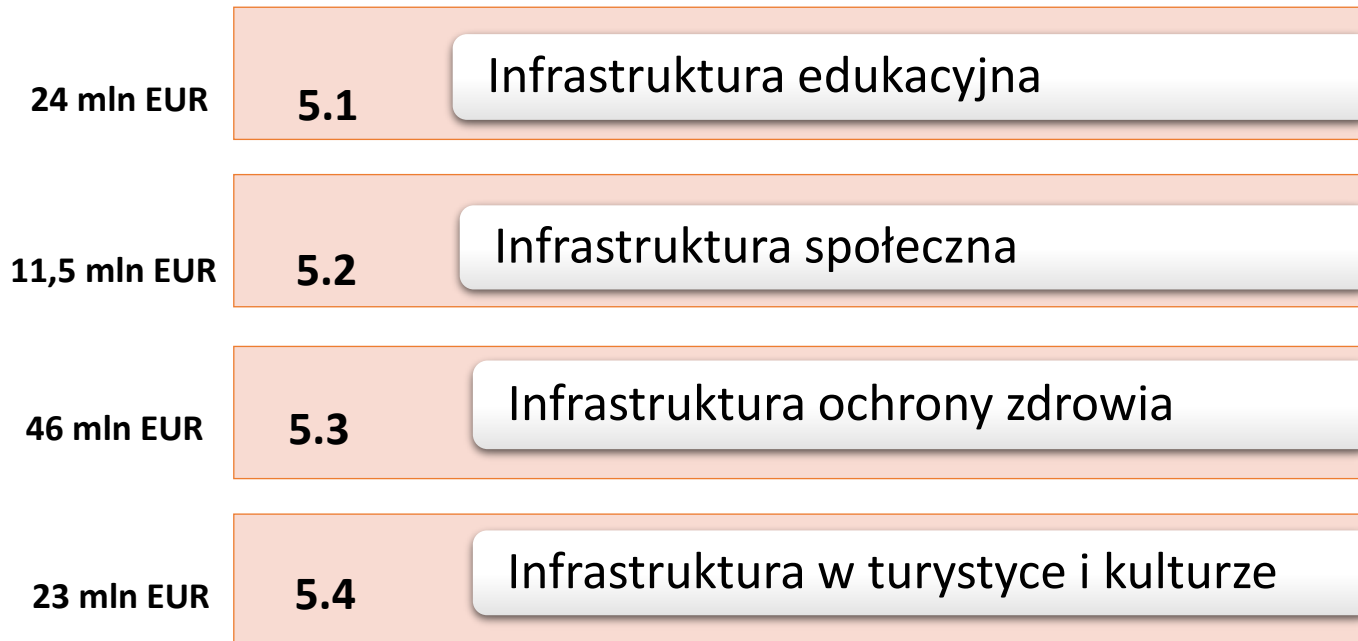 24 mln EUR 5.1 Infrastruktura edukacyjna
11,5 mln EUR 5.2 Infrastruktura społeczna
46 mln EUR 5.3 Infrastruktura ochrony zdrowia
23 mln EUR 5.4 Infrastruktura w turystyce i kulturze